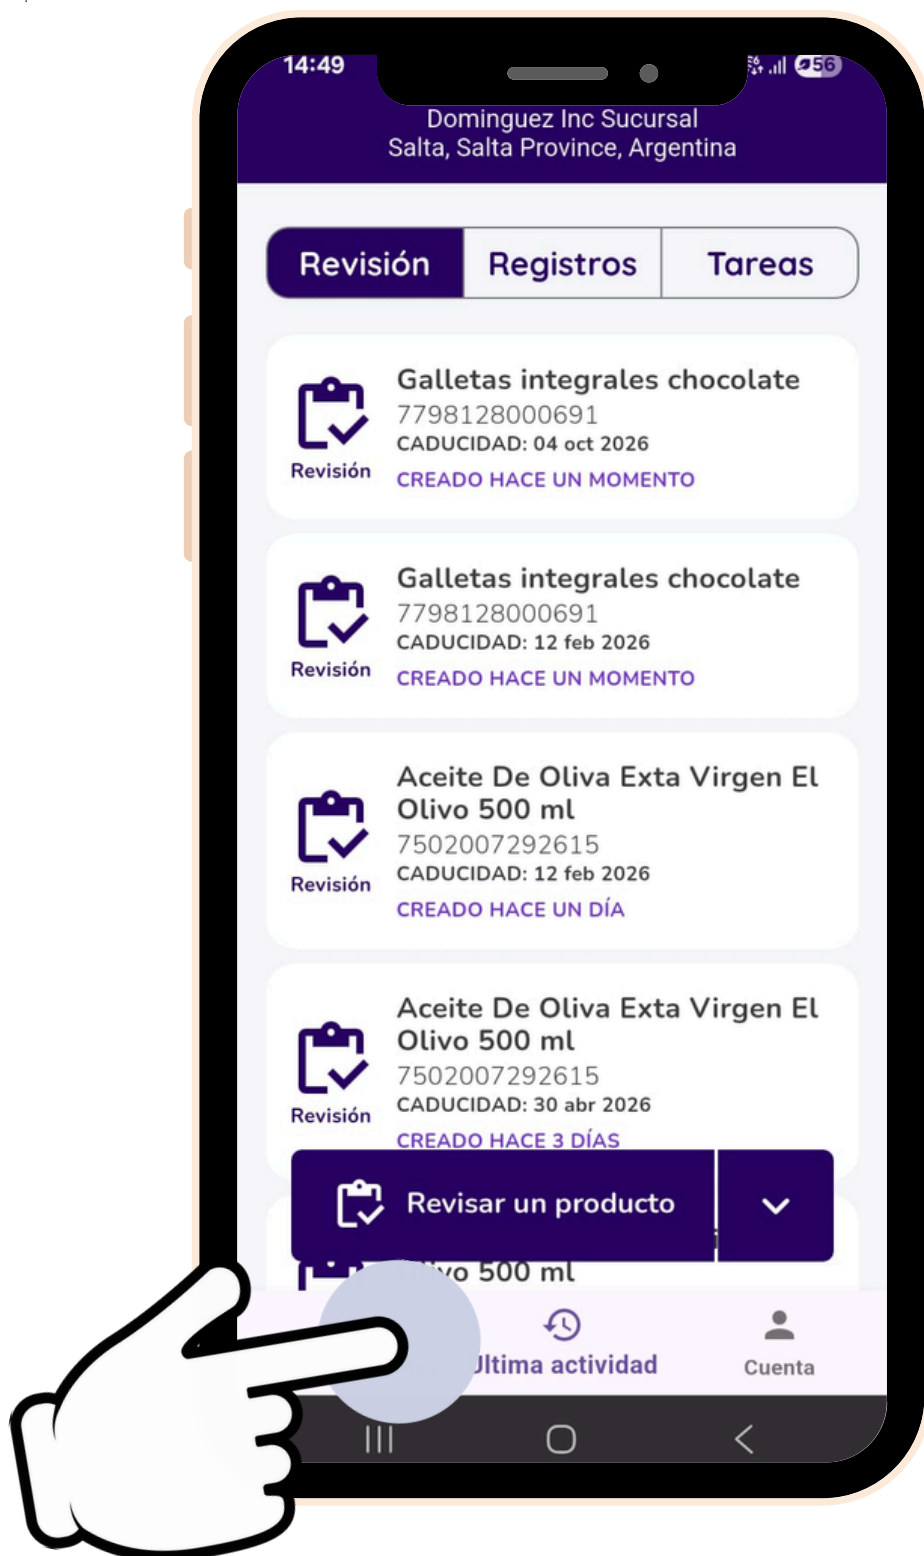 14:49
56
Dominguez Inc Sucursal
Salta, Salta Province, Argentina
Revisión
Registros
Tareas
Galletas integrales chocolate
7798128000691
CADUCIDAD: 04 oct 2026
Revisión
CREADO HACE UN MOMENTO
Galletas integrales chocolate
7798128000691
CADUCIDAD: 12 feb 2026
Revisión
CREADO HACE UN MOMENTO
Aceite De Oliva Exta Virgen El
Olivo 500 ml
7502007292615
CADUCIDAD: 12 feb 2026
Revisión
CREADO HACE UN DÍA
Aceite De Oliva Exta Virgen El
Olivo 500 ml
7502007292615
CADUCIDAD: 30 abr 2026
Revisión
CREADO HACE 3 DÍAS
Revisar un producto
500 ml
actividad
Cuenta